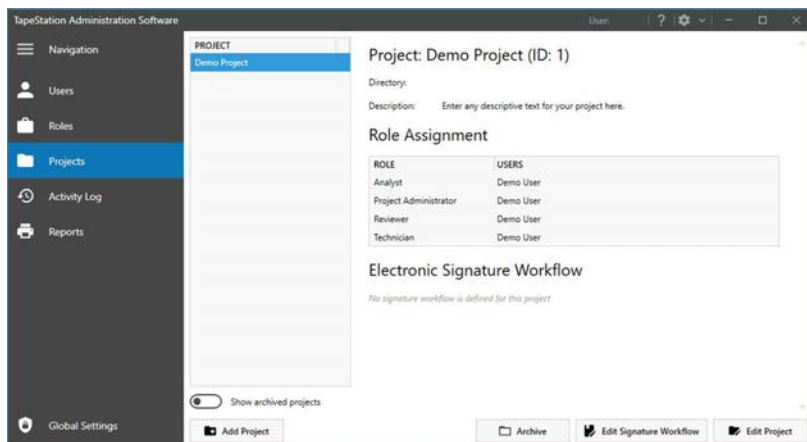 TapeStation Administration Software
User:
?
Navigation
Users
Roles
Projects
Activity Log
Reports
Global Settings
PROJECT
Demo Project
Show archived projects
Add Project
Project: Demo Project (ID: 1)
Directory:
Description: Enter any descriptive text for your project here.
Role Assignment
ROLE USERS
Analyst Demo User
Project Administrator Demo User
Reviewer Demo User
Technician Demo User
Electronic Signature Workflow
No signature workflow is defined for this project
Archive
Edit Signature Workflow
Edit Project